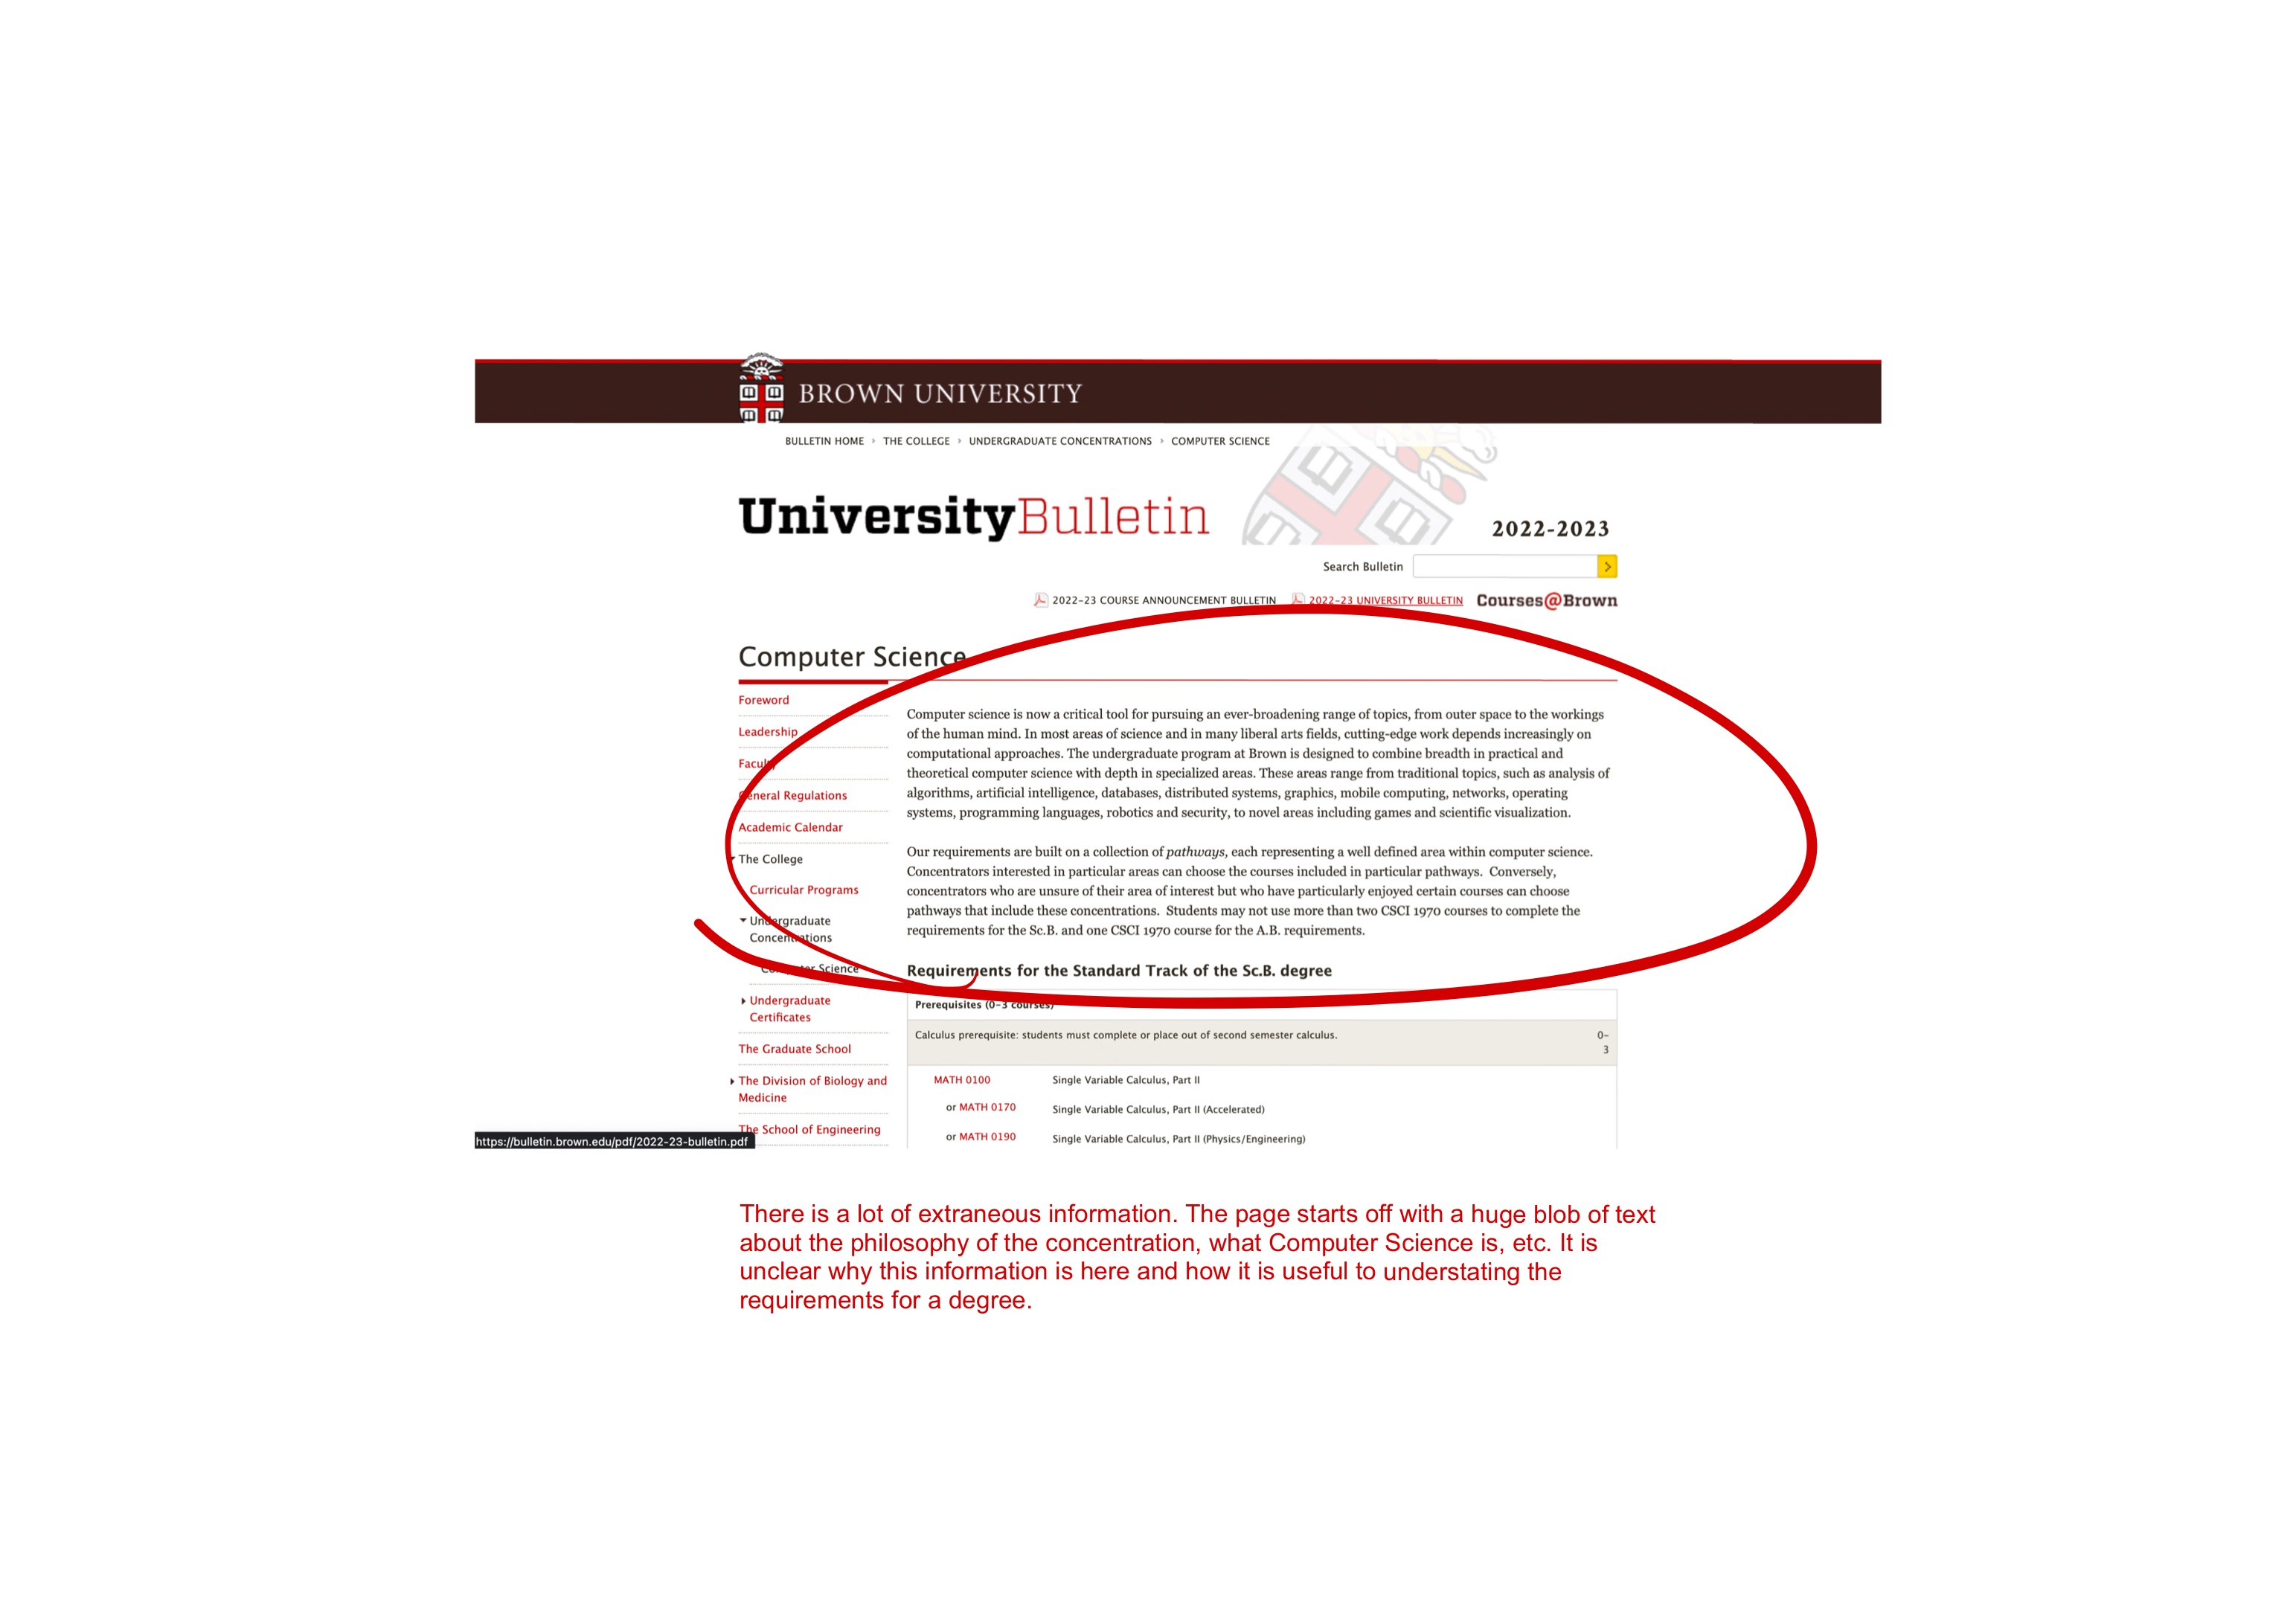 BROWN UNIVERSITY
BULLETIN HOME › THE COLLEGE › UNDERGRADUATE CONCENTRATIONS › COMPUTER SCIENCE
UniversityBulletin
2022-2023
Search Bulletin
2022-23 COURSE ANNOUNCEMENT BULLETIN 2022-23 UNIVERSITY BULLETIN Courses@Brown
Computer Science
Foreword
Leadership
Faculty
General Regulations
Academic Calendar
The College
Curricular Programs
Undergraduate
Concentrations
Computer Science
Undergraduate
Certificates
The Graduate School
The Division of Biology and
Medicine
The School of Engineering
Computer science is now a critical tool for pursuing an ever-broadening range of topics, from outer space to the workings
of the human mind. In most areas of science and in many liberal arts fields, cutting-edge work depends increasingly on
computational approaches. The undergraduate program at Brown is designed to combine breadth in practical and
theoretical computer science with depth in specialized areas. These areas range from traditional topics, such as analysis of
algorithms, artificial intelligence, databases, distributed systems, graphics, mobile computing, networks, operating
systems, programming languages, robotics and security, to novel areas including games and scientific visualization.
Our requirements are built on a collection of pathways, each representing a well defined area within computer science.
Concentrators interested in particular areas can choose the courses included in particular pathways. Conversely,
concentrators who are unsure of their area of interest but who have particularly enjoyed certain courses can choose
pathways that include these concentrations. Students may not use more than two CSCI 1970 courses to complete the
requirements for the Sc.B. and one CSCI 1970 course for the A.B. requirements.
Requirements for the Standard Track of the Sc.B. degree
Prerequisites (0-3 courses)
Calculus prerequisite: students must complete or place out of second semester calculus. 0-
3
MATH 0100 Single Variable Calculus, Part II
or MATH 0170 Single Variable Calculus, Part II (Accelerated)
or MATH 0190 Single Variable Calculus, Part II (Physics/Engineering)
https://bulletin.brown.edu/pdf/2022-23-bulletin.pdf
There is a lot of extraneous information. The page starts off with a huge blob of text
about the philosophy of the concentration, what Computer Science is, etc. It is
unclear why this information is here and how it is useful to understating the
requirements for a degree.